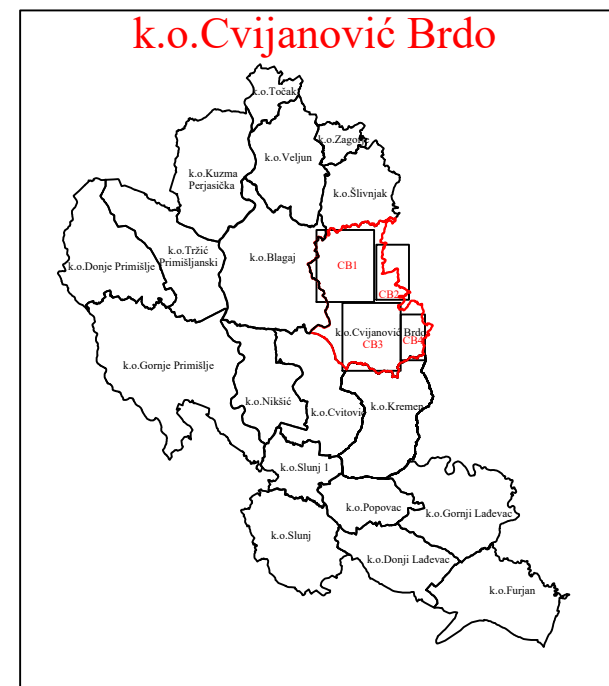 k.o.Cvijanović Brdo
k.o.Točak
k.o.Zagorje
k.o.Veljun
k.o.Kuzma
Perjasička
k.o.Šlivnjak
k.o.Tržić
Primišljanski
k.o.Blagaj
k.o.Donje Primišlje
CB1
CB2
k.o.Cvijanović Brdo
CB3
CB4
k.o.Gornje Primišlje
k.o.Nikšić
k.o.Cvitović
k.o.Kremen
k.o.Slunj 1
k.o.Popovac
k.o.Gornji Lađevac
k.o.Slunj
k.o.Donji Lađevac
k.o.Furjan